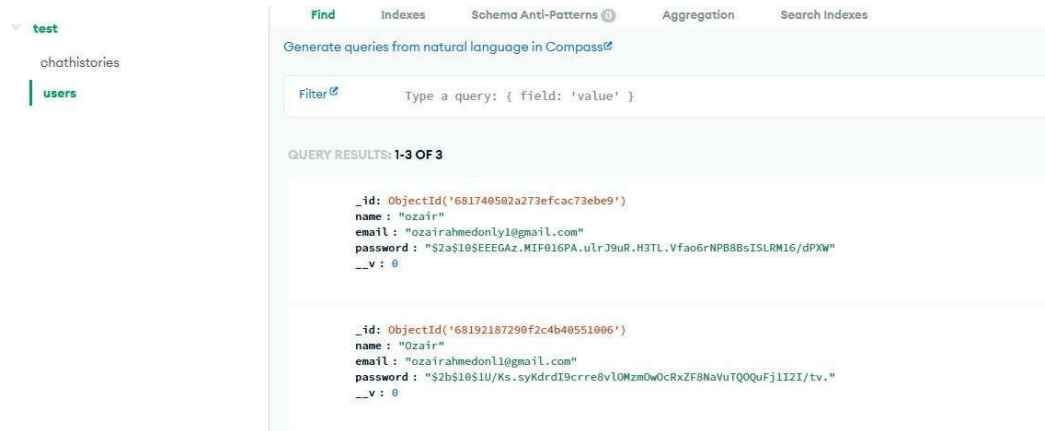 test
chathistories
users
Find Indexes Schema Anti-Patterns 0 Aggregation Search Indexes
Generate queries from natural language in Compass
Filter Type a query: { field: 'value' }
QUERY RESULTS: 1-3 OF 3
_id: ObjectId('681740502a273efcac73ebe9')
name : "ozair"
email : "ozairahmedonly1@gmail.com"
password : "$2a$10$EEEGAz.MIF016PA.ulrJ9uR.H3TL.Vfao6rNPB8BsISLRM16/dPXW"
__v : 0
_id: ObjectId('68192187290f2c4b40551006')
name : "Ozair"
email : "ozairahmedonl1@gmail.com"
password : "$2b$10$1U/Ks.syKdrdI9crre8vlOMzmOwOcRxZF8NaVuTQOQuFj1I2I/tv."
__v : 0